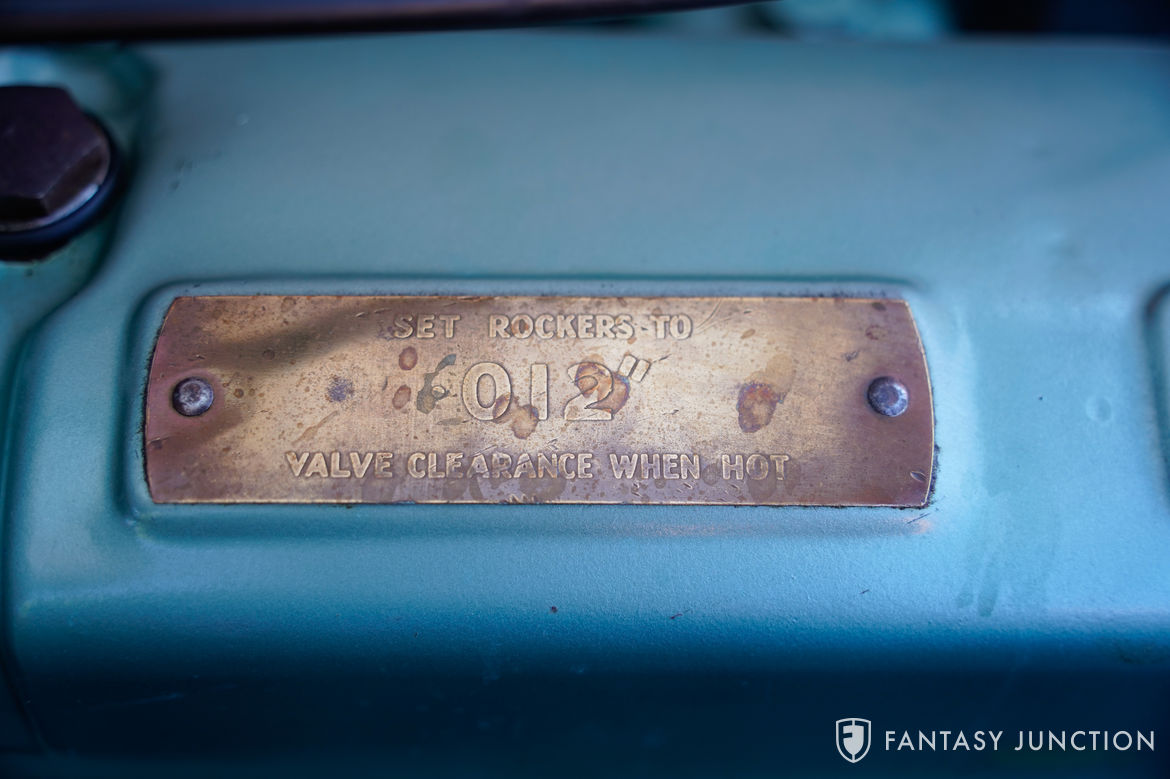 SET ROCKERS TO
·012"
VALVE CLEARANCE WHEN HOT
FANTASY JUNCTION